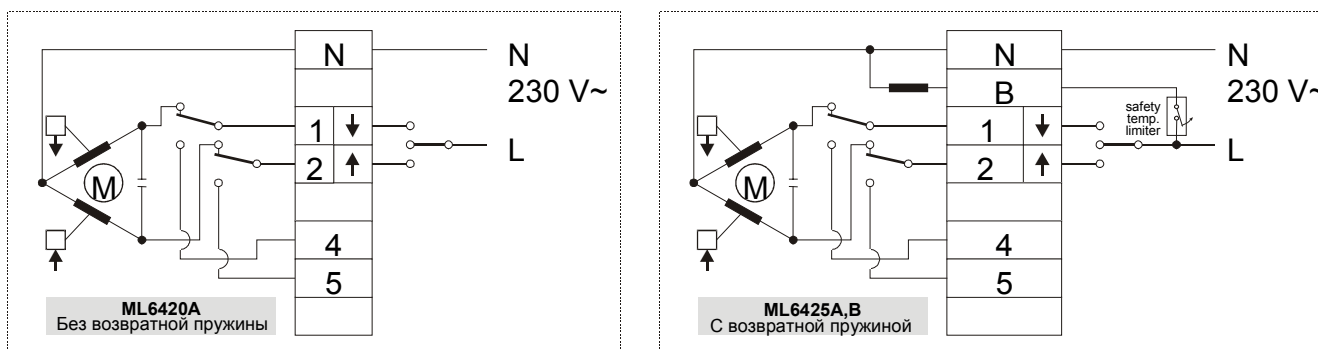 N
N
230 V~
1
2
L
4
5
M
ML6420A
Без возвратной пружины
N
N
230 V~
B
safety
temp.
limiter
1
2
L
4
5
M
ML6425A,B
С возвратной пружиной